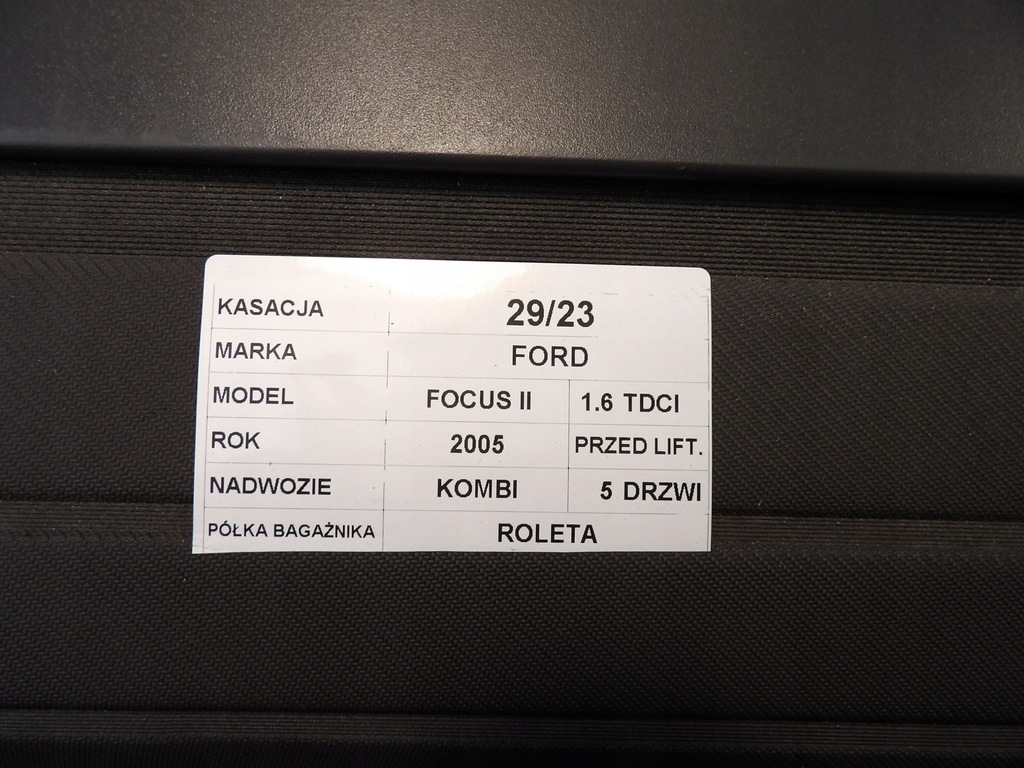 KASACJA 29/23
MARKA FORD
MODEL FOCUS II 1.6 TDCI
ROK 2005 PRZED LIFT.
NADWOZIE KOMBI 5 DRZWI
PÓŁKA BAGAŻNIKA ROLETA